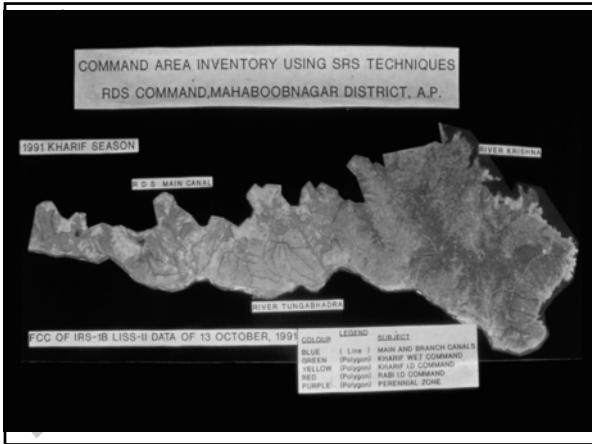 COMMAND AREA INVENTORY USING SRS TECHNIQUES
RDS COMMAND,MAHABOOBNAGAR DISTRICT, A.P.
1991 KHARIF SEASON
RIVER KRISHNA
R D S MAIN CANAL
RIVER TUNGABHADRA
FCC OF IRS-1B LISS-II DATA OF 13 OCTOBER, 1991
COLOUR LEGEND SUBJECT
BLUE ( Line ) MAIN AND BRANCH CANALS
GREEN (Polygon) KHARIF WET COMMAND
YELLOW (Polygon) KHARIF I.D COMMAND
RED (Polygon) RABI I.D COMMAND
PURPLE (Polygon) PERENNIAL ZONE